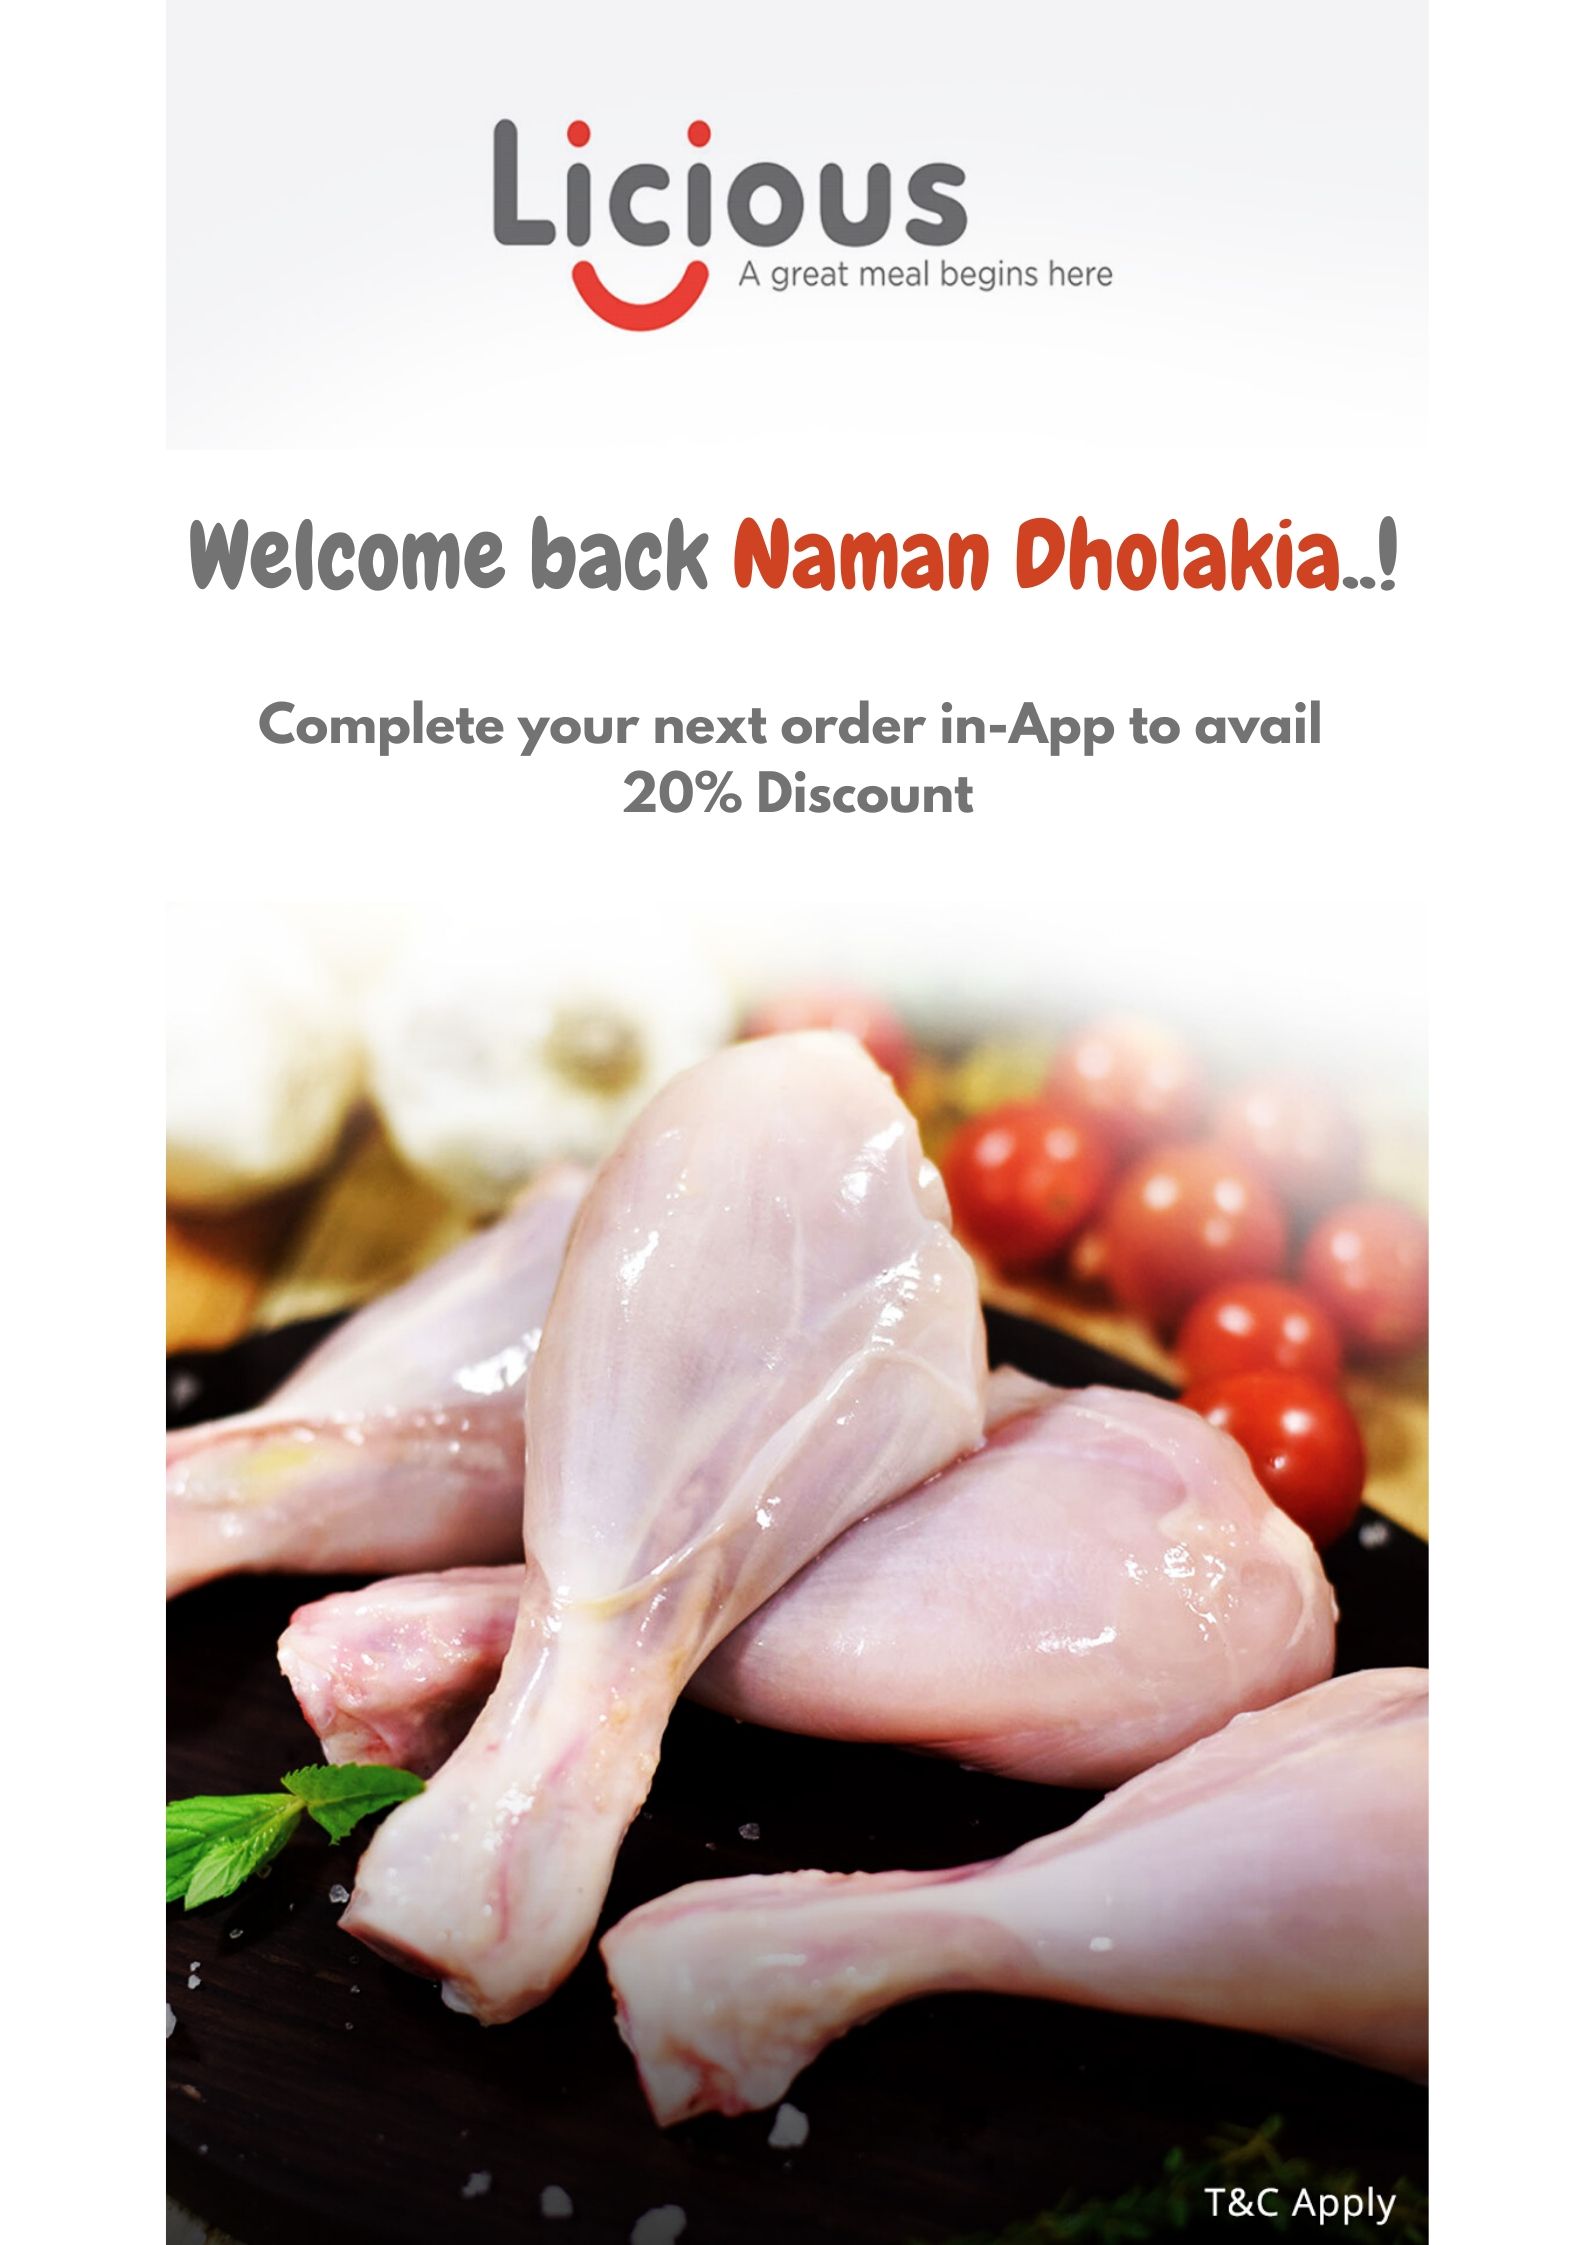 Licious
A great meal begins here
Welcome back Naman Dholakia..!
Complete your next order in-App to avail
20% Discount
T&C Apply